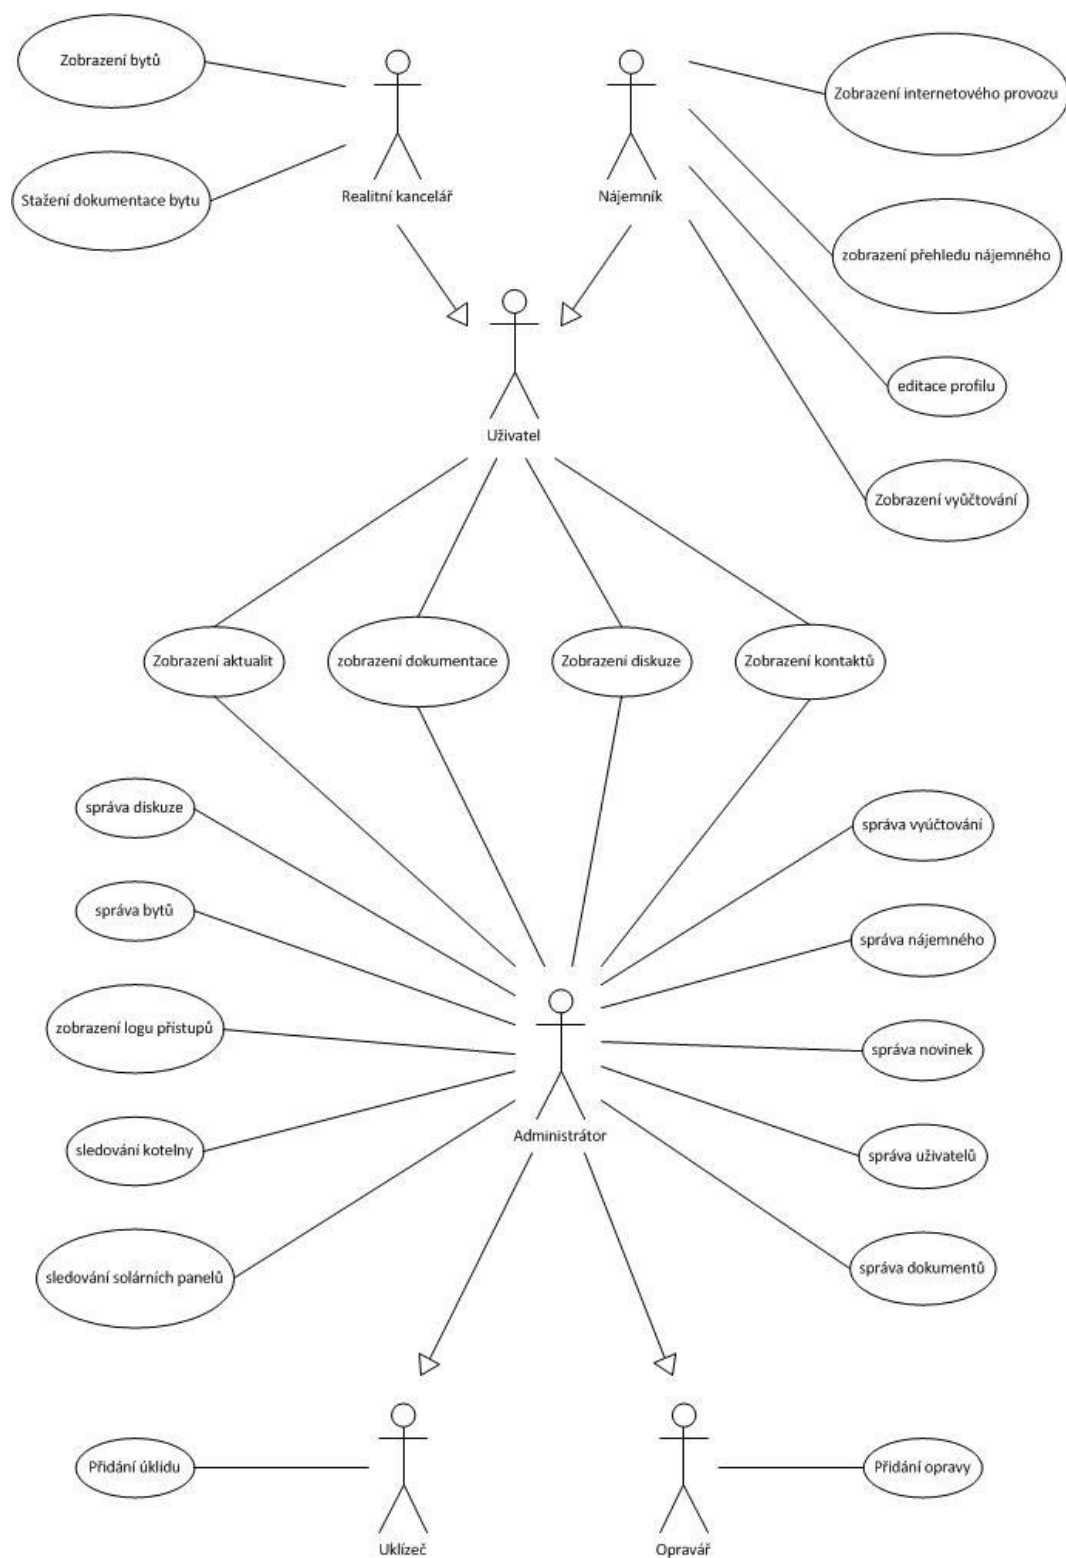 Zobrazení bytů
Zobrazení internetového provozu
Stažení dokumentace bytu
Realitní kancelář
Nájemník
zobrazení přehledu nájemného
editace profilu
Uživatel
Zobrazení vyůčtování
Zobrazení aktualit
zobrazení dokumentace
Zobrazení diskuze
Zobrazení kontaktů
správa diskuze
správa vyúčtování
správa bytů
správa nájemného
zobrazení logu přístupů
správa novinek
Administrátor
sledování kotelny
správa uživatelů
sledování solárních panelů
správa dokumentů
Přidání úklidu
Přidání opravy
Uklízeč
Opravář